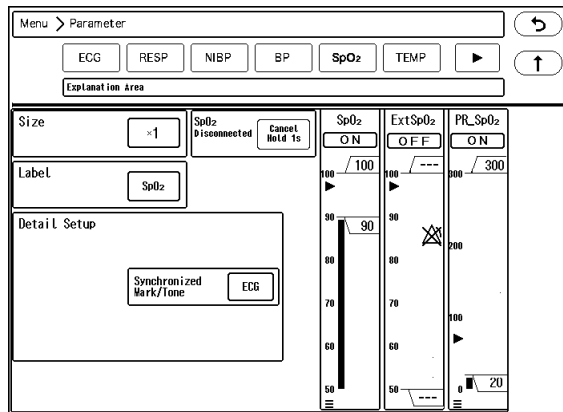 Menu > Parameter
ECG RESP NIBP BP SpO₂ TEMP
Explanation Area
Size
×1
SpO₂
Disconnected
Cancel
Hold 1s
Label
SpO₂
Detail Setup
Synchronized
Mark/Tone
ECG
SpO₂
ON
100
100
90
90
80
70
60
50
ExtSpO₂
OFF
---
100
90
80
70
60
50
---
PR_SpO₂
ON
300
300
200
100
0
20